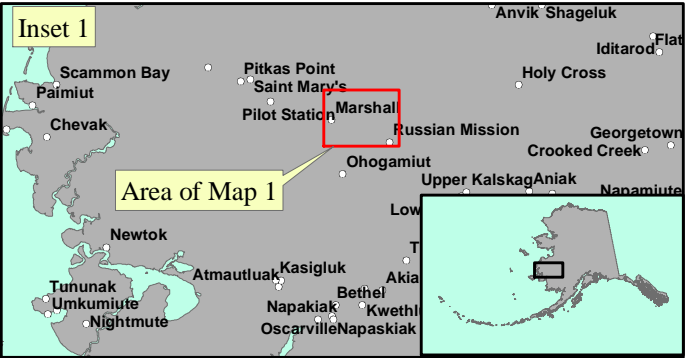 Inset 1
Anvik Shageluk
Flat
Iditarod
Scammon Bay
Pitkas Point
Holy Cross
Paimiut
Saint Mary's
Marshall
Pilot Station
Chevak
Russian Mission
Georgetown
Crooked Creek
Ohogamiut
Area of Map 1
Upper Kalskag
Aniak
Napamiute
Low
Newtok
T
Atmautluak
Kasigluk
Akia
Tununak
Bethel
Umkumiute
Napakiak
Kwethlu
Nightmute
Oscarville
Napaskiak